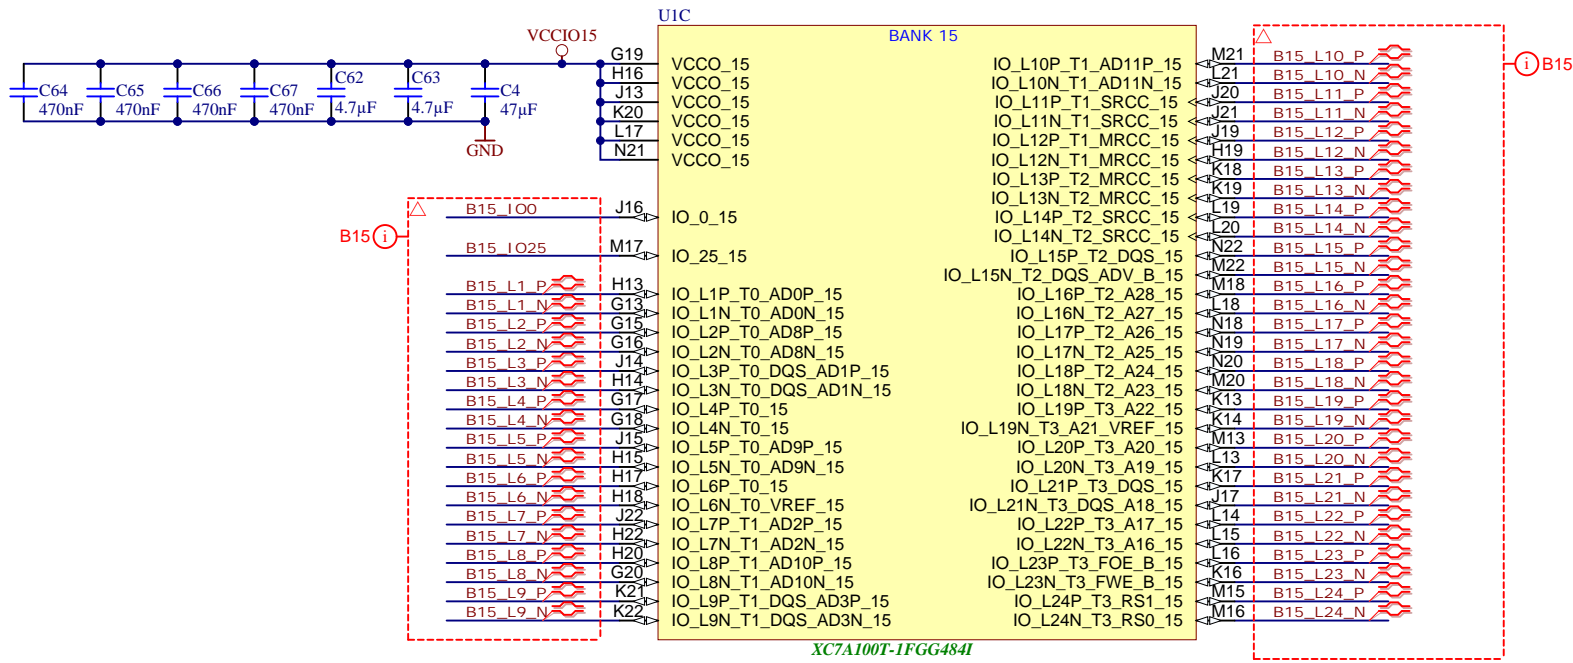 U1C
BANK 15
VCCIO15
C64
470nF
C65
470nF
C66
470nF
C67
470nF
C62
4.7µF
C63
4.7µF
C4
47µF
GND
G19 VCCO_15
H16 VCCO_15
J13 VCCO_15
K20 VCCO_15
L17 VCCO_15
N21 VCCO_15
B15 i
B15_IO0 J16 IO_0_15
B15_IO25 M17 IO_25_15
B15_L1_P H13 IO_L1P_T0_AD0P_15
B15_L1_N G13 IO_L1N_T0_AD0N_15
B15_L2_P G15 IO_L2P_T0_AD8P_15
B15_L2_N G16 IO_L2N_T0_AD8N_15
B15_L3_P J14 IO_L3P_T0_DQS_AD1P_15
B15_L3_N H14 IO_L3N_T0_DQS_AD1N_15
B15_L4_P G17 IO_L4P_T0_15
B15_L4_N G18 IO_L4N_T0_15
B15_L5_P J15 IO_L5P_T0_AD9P_15
B15_L5_N H15 IO_L5N_T0_AD9N_15
B15_L6_P H17 IO_L6P_T0_15
B15_L6_N H18 IO_L6N_T0_VREF_15
B15_L7_P J22 IO_L7P_T1_AD2P_15
B15_L7_N H22 IO_L7N_T1_AD2N_15
B15_L8_P H20 IO_L8P_T1_AD10P_15
B15_L8_N G20 IO_L8N_T1_AD10N_15
B15_L9_P K21 IO_L9P_T1_DQS_AD3P_15
B15_L9_N K22 IO_L9N_T1_DQS_AD3N_15
IO_L10P_T1_AD11P_15 M21 B15_L10_P
IO_L10N_T1_AD11N_15 L21 B15_L10_N
IO_L11P_T1_SRCC_15 J20 B15_L11_P
IO_L11N_T1_SRCC_15 J21 B15_L11_N
IO_L12P_T1_MRCC_15 J19 B15_L12_P
IO_L12N_T1_MRCC_15 H19 B15_L12_N
IO_L13P_T2_MRCC_15 K18 B15_L13_P
IO_L13N_T2_MRCC_15 K19 B15_L13_N
IO_L14P_T2_SRCC_15 L19 B15_L14_P
IO_L14N_T2_SRCC_15 L20 B15_L14_N
IO_L15P_T2_DQS_15 N22 B15_L15_P
IO_L15N_T2_DQS_ADV_B_15 M22 B15_L15_N
IO_L16P_T2_A28_15 M18 B15_L16_P
IO_L16N_T2_A27_15 L18 B15_L16_N
IO_L17P_T2_A26_15 N18 B15_L17_P
IO_L17N_T2_A25_15 N19 B15_L17_N
IO_L18P_T2_A24_15 N20 B15_L18_P
IO_L18N_T2_A23_15 M20 B15_L18_N
IO_L19P_T3_A22_15 K13 B15_L19_P
IO_L19N_T3_A21_VREF_15 K14 B15_L19_N
IO_L20P_T3_A20_15 M13 B15_L20_P
IO_L20N_T3_A19_15 L13 B15_L20_N
IO_L21P_T3_DQS_15 K17 B15_L21_P
IO_L21N_T3_DQS_A18_15 J17 B15_L21_N
IO_L22P_T3_A17_15 L14 B15_L22_P
IO_L22N_T3_A16_15 L15 B15_L22_N
IO_L23P_T3_FOE_B_15 L16 B15_L23_P
IO_L23N_T3_FWE_B_15 K16 B15_L23_N
IO_L24P_T3_RS1_15 M15 B15_L24_P
IO_L24N_T3_RS0_15 M16 B15_L24_N
i B15
XC7A100T-1FGG484I